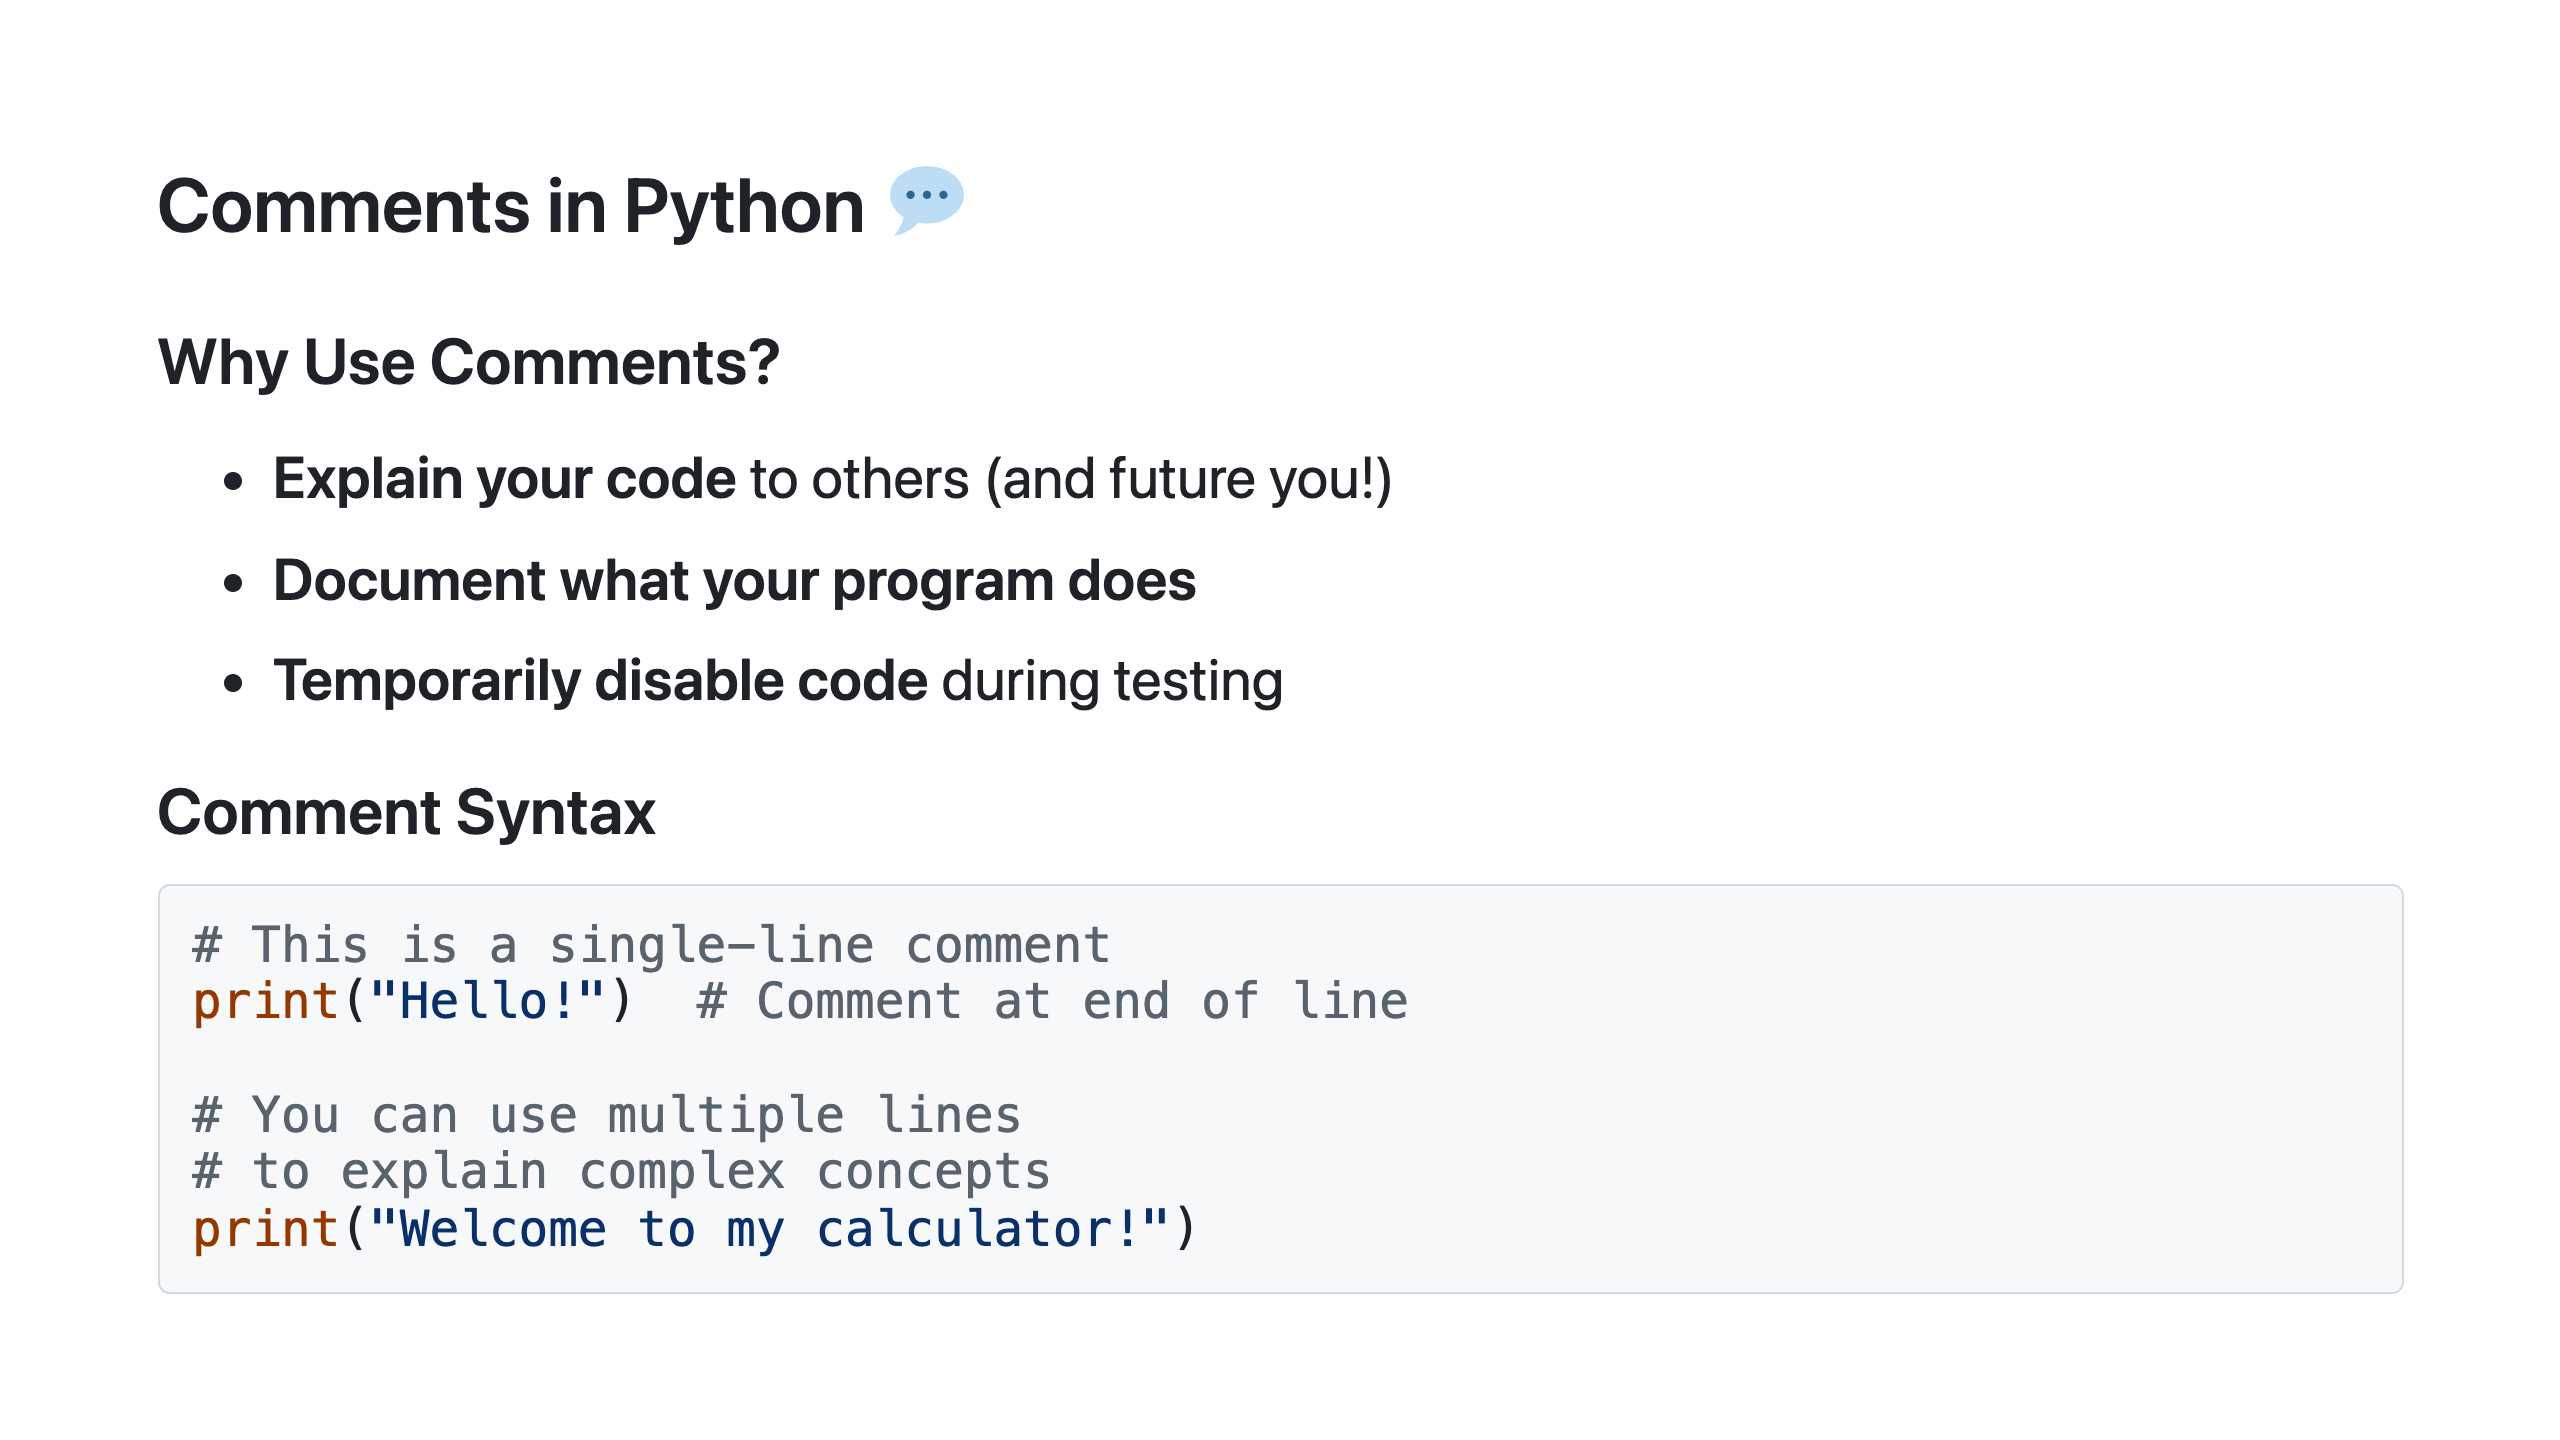 Comments in Python 💬
Why Use Comments?
• Explain your code to others (and future you!)
• Document what your program does
• Temporarily disable code during testing
Comment Syntax
# This is a single-line comment
print("Hello!")  # Comment at end of line
# You can use multiple lines
# to explain complex concepts
print("Welcome to my calculator!")